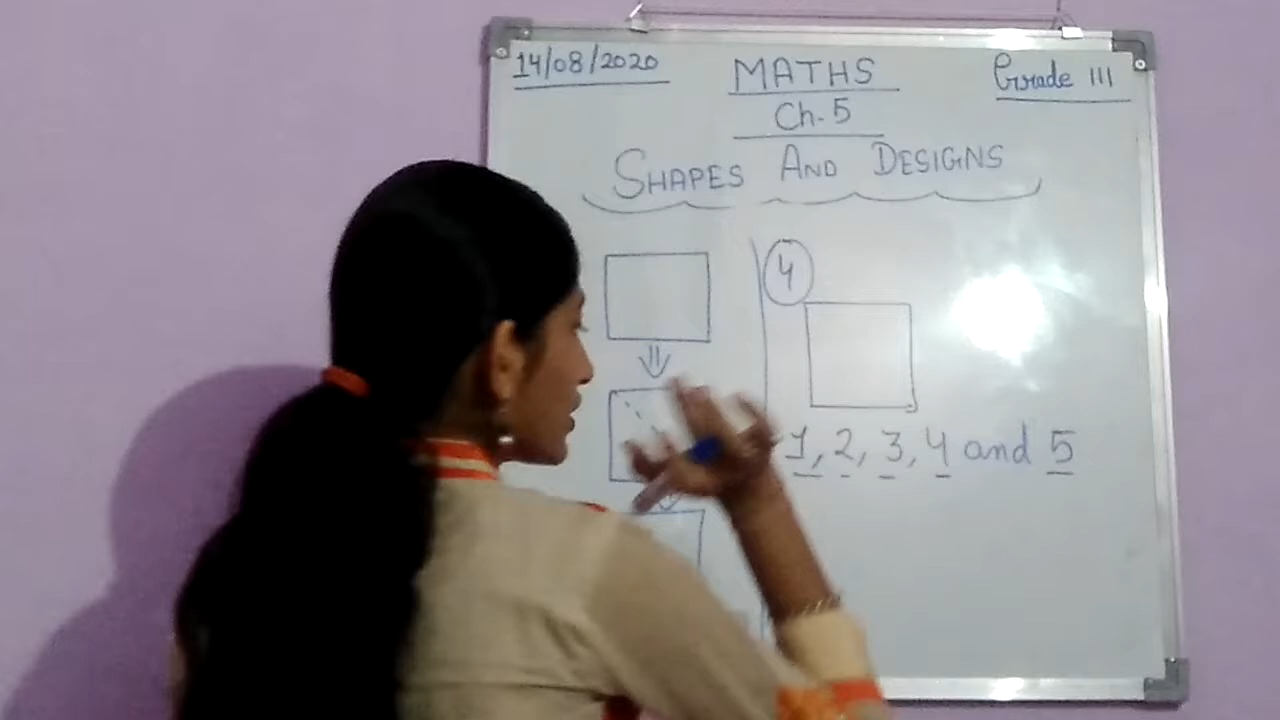 14/08/2020 MATHS Grade III
Ch. 5
SHAPES AND DESIGNS
4
1, 2, 3, 4 and 5